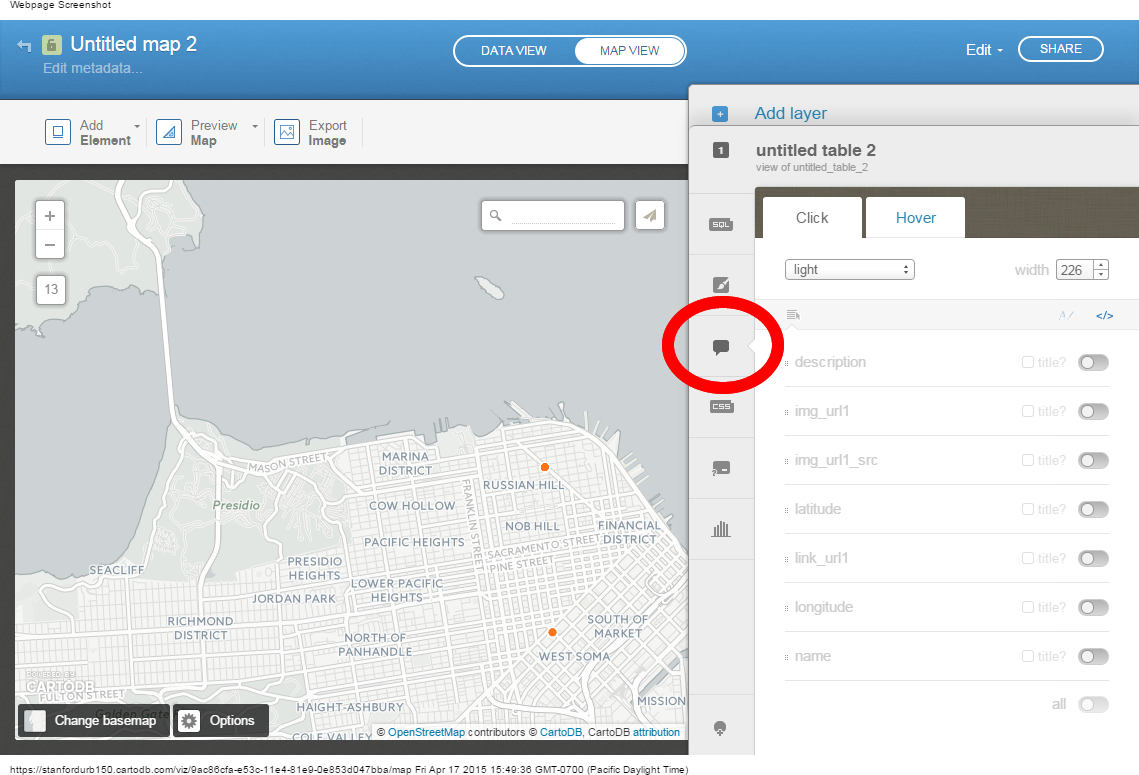 Webpage Screenshot
Untitled map 2
Edit metadata...
DATA VIEW
MAP VIEW
Edit
SHARE
Add Element
Preview Map
Export Image
+ Add layer
1 untitled table 2
view of untitled_table_2
SQL
CSS
Click
Hover
light
width 226
</>
description title?
img_url1 title?
img_url1_src title?
latitude title?
link_url1 title?
longitude title?
name title?
all
+
−
13
MASON STREET
MARINA DISTRICT
RUSSIAN HILL
Presidio
COW HOLLOW
FRANKLIN STREET
NOB HILL
FINANCIAL DISTRICT
PACIFIC HEIGHTS
SACRAMENTO STREET
PINE STREET
SEACLIFF
PRESIDIO HEIGHTS
JORDAN PARK
LOWER PACIFIC HEIGHTS
RICHMOND DISTRICT
SOUTH OF MARKET
NORTH OF PANHANDLE
WEST SOMA
POWERED BY
CARTODB
FULTON STREET
HAIGHT-ASHBURY
MISSION
Golden Gate
COLE VALLEY
Change basemap
Options
© OpenStreetMap contributors © CartoDB, CartoDB attribution
https://stanfordurb150.cartodb.com/viz/9ac86cfa-e53c-11e4-81e9-0e853d047bba/map Fri Apr 17 2015 15:49:36 GMT-0700 (Pacific Daylight Time)